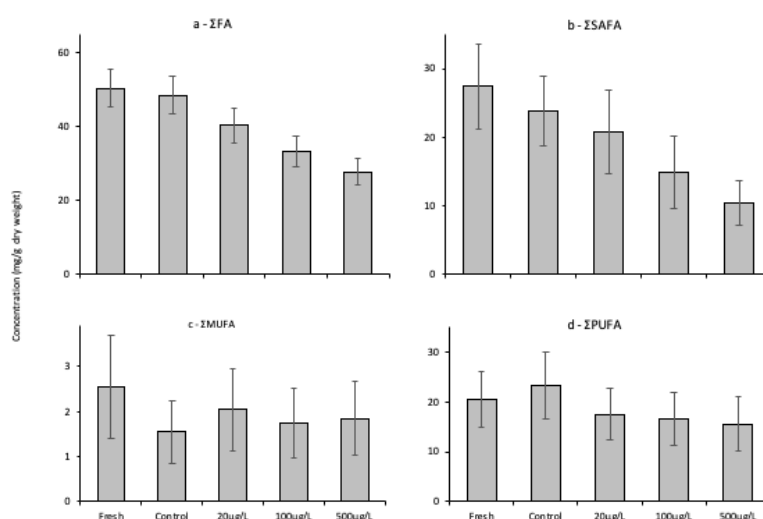 a - ΣFA
60
40
20
0
b - ΣSAFA
30
20
10
0
Concentration (mg/g dry weight)
c - ΣMUFA
3
2
1
0
Fresh Control 20µg/L 100µg/L 500µg/L
d - ΣPUFA
30
20
10
0
Fresh Control 20µg/L 100µg/L 500µg/L